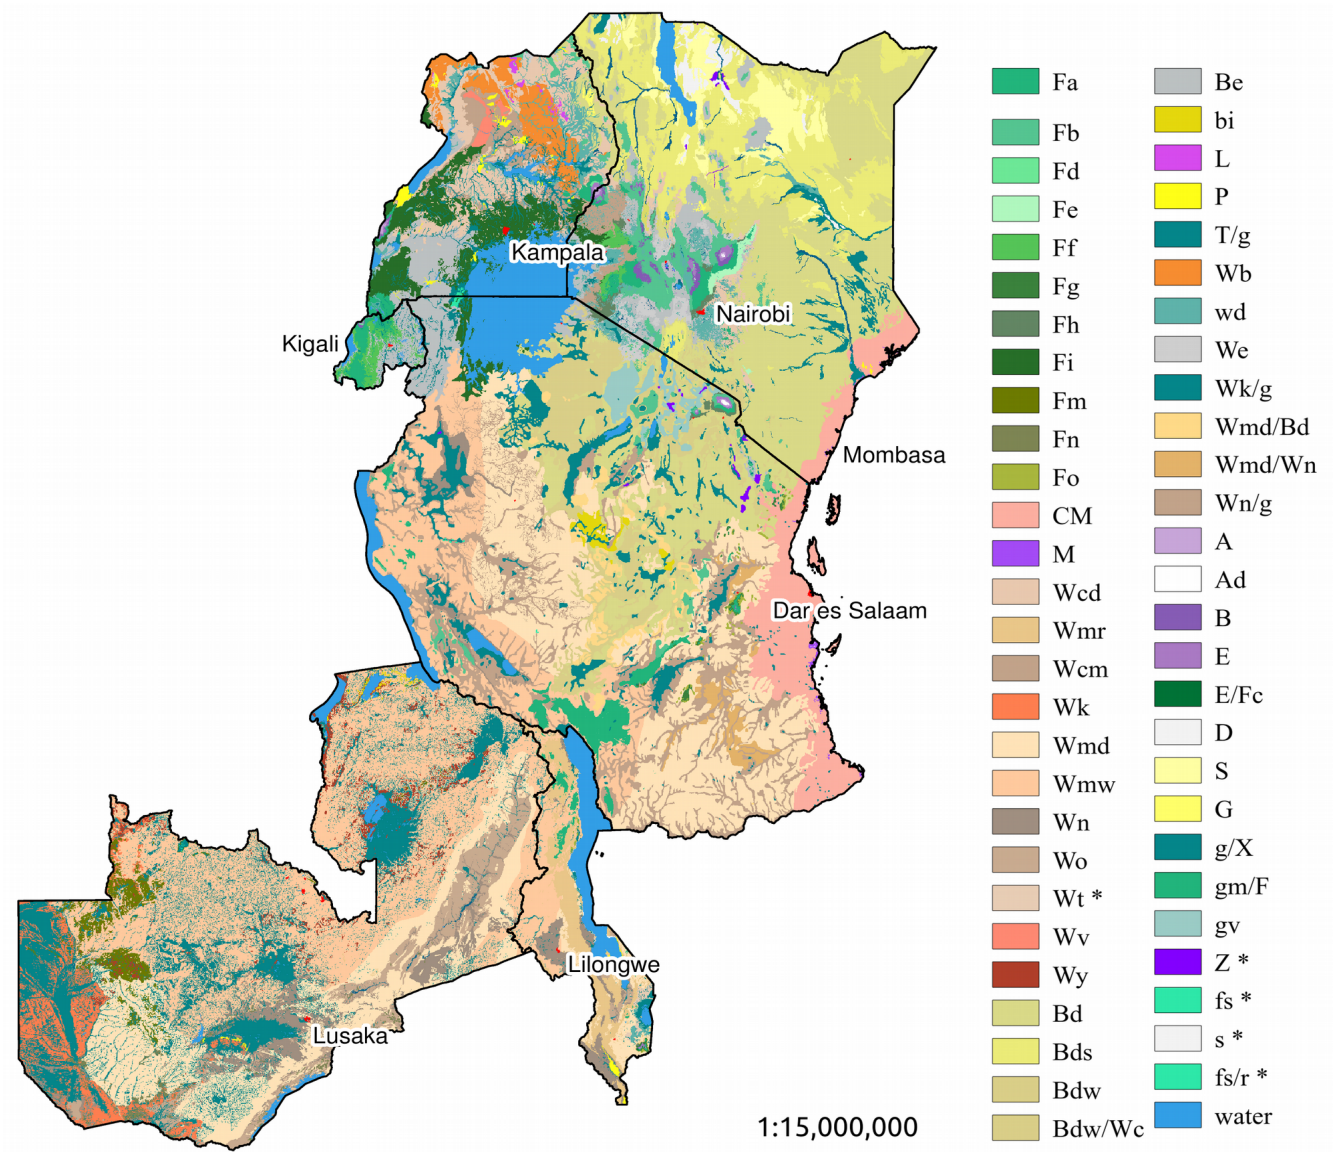 Kampala
Kigali
Nairobi
Mombasa
Dar es Salaam
Lilongwe
Lusaka
1:15,000,000
Fa
Fb
Fd
Fe
Ff
Fg
Fh
Fi
Fm
Fn
Fo
CM
M
Wcd
Wmr
Wcm
Wk
Wmd
Wmw
Wn
Wo
Wt *
Wv
Wy
Bd
Bds
Bdw
Bdw/Wc
Be
bi
L
P
T/g
Wb
wd
We
Wk/g
Wmd/Bd
Wmd/Wn
Wn/g
A
Ad
B
E
E/Fc
D
S
G
g/X
gm/F
gv
Z *
fs *
s *
fs/r *
water